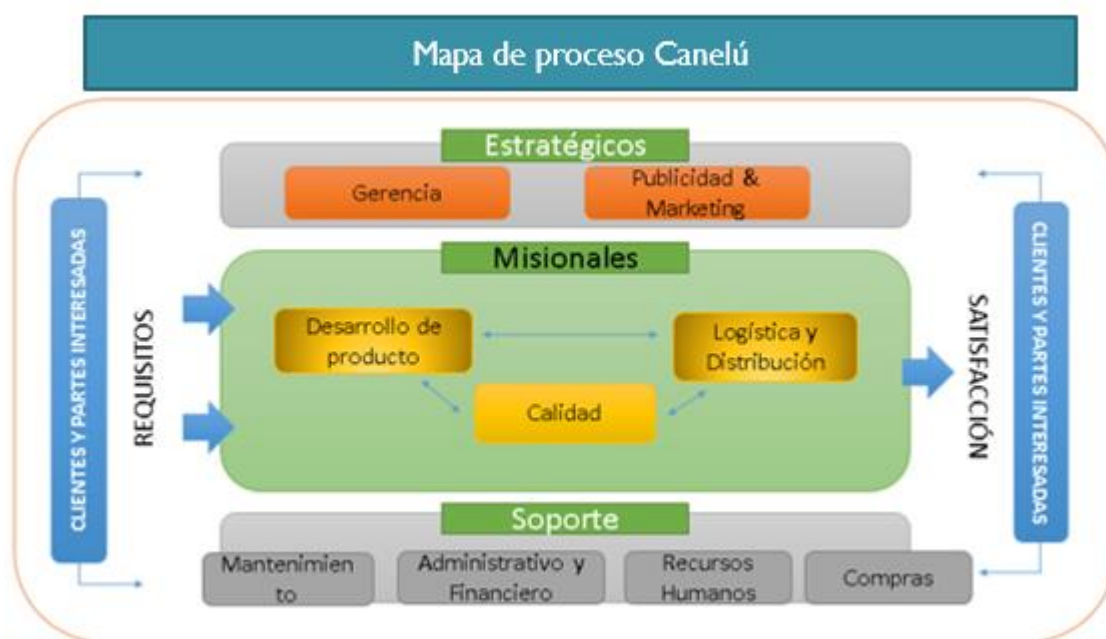 Mapa de proceso Canelú
Estratégicos
Gerencia
Publicidad &
Marketing
CLIENTES Y PARTES INTERESADAS
REQUISITOS
Misionales
Desarrollo de
producto
Logística y
Distribución
Calidad
SATISFACCIÓN
CLIENTES Y PARTES INTERESADAS
Soporte
Mantenimien
to
Administrativo y
Financiero
Recursos
Humanos
Compras